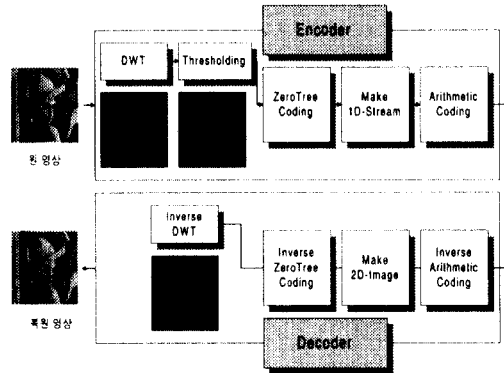 Encoder
DWT
Thresholding
ZeroTree
Coding
Make
1D-Stream
Arithmetic
Coding
원 영상
Inverse
DWT
Inverse
ZeroTree
Coding
Make
2D-Image
Inverse
Arithmetic
Coding
복원 영상
Decoder